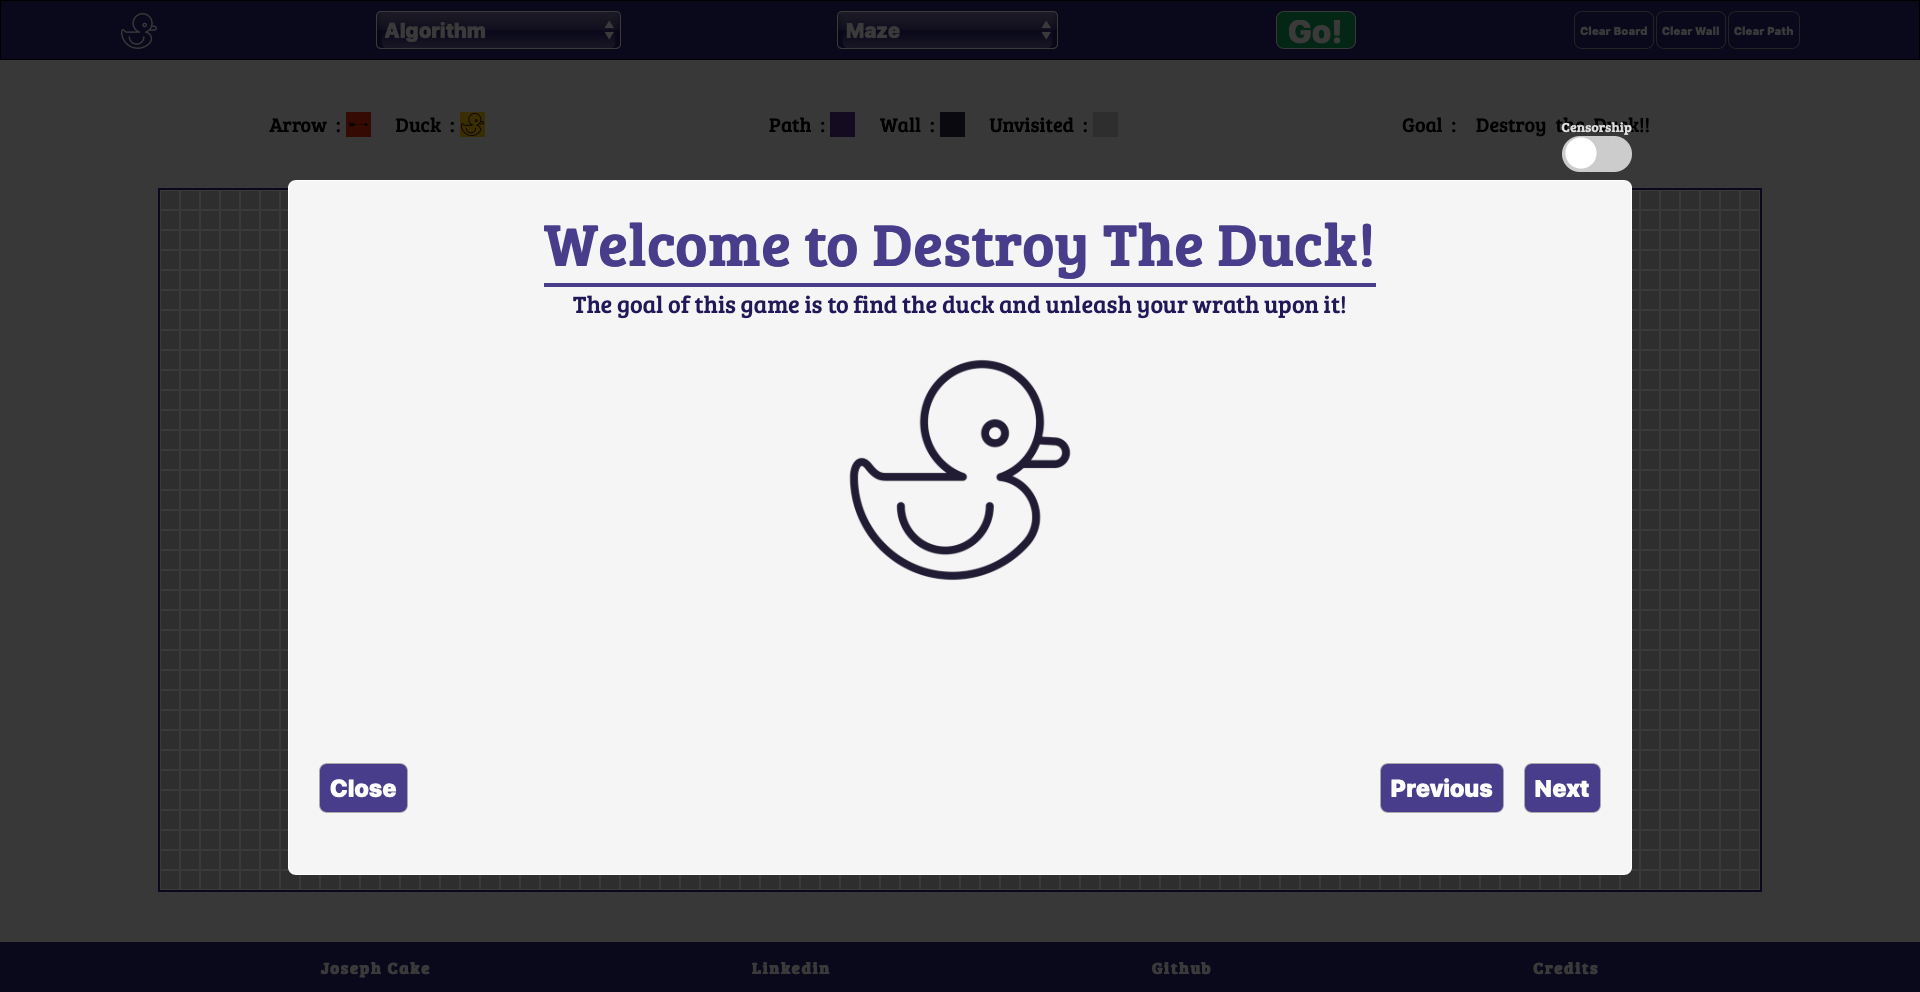 Algorithm
Maze
Go!
Clear Board
Clear Wall
Clear Path
Arrow :
Duck :
Path :
Wall :
Unvisited :
Goal : Destroy the Duck!!
Censorship
Welcome to Destroy The Duck!
The goal of this game is to find the duck and unleash your wrath upon it!
Close
Previous
Next
Joseph Cake
Linkedin
Github
Credits